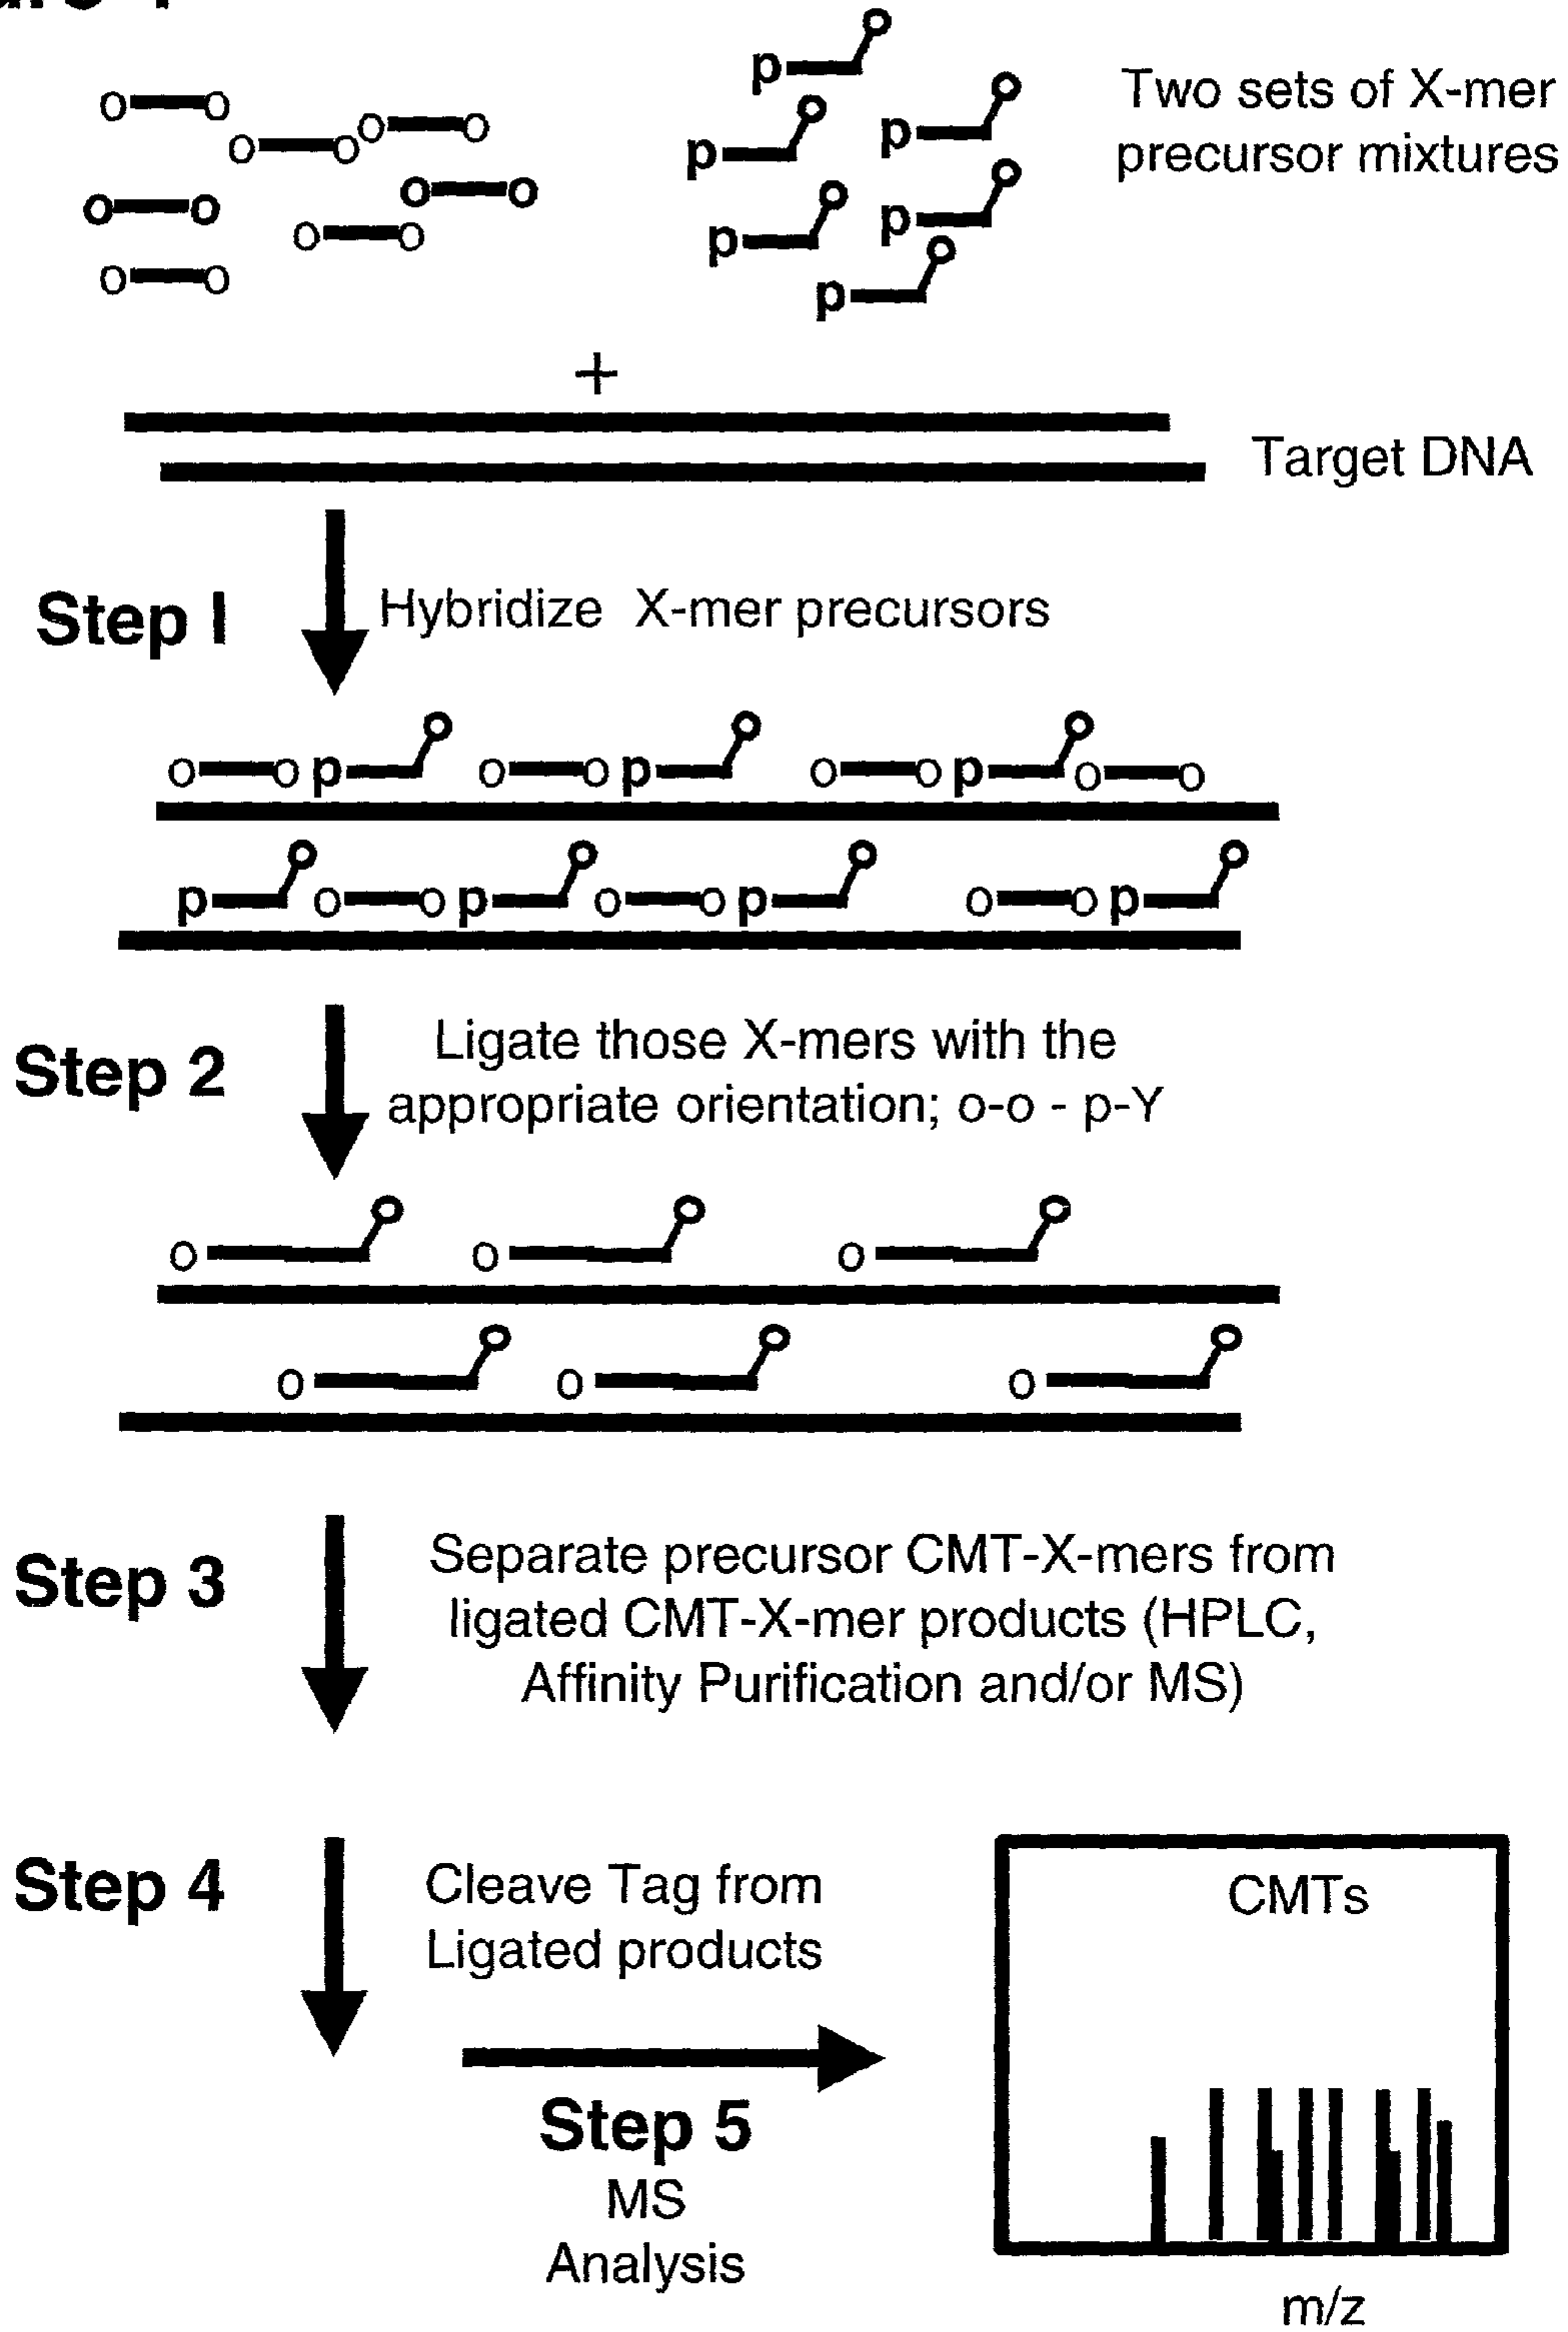 Two sets of X-mer
precursor mixtures
p
p
p
p
p
p
+
Target DNA
Step I
Hybridize X-mer precursors
o o p o o p o o p o o
p o o p o o p o o p
Step 2
Ligate those X-mers with the
appropriate orientation; o-o - p-Y
o o o
o o o
Step 3
Separate precursor CMT-X-mers from
ligated CMT-X-mer products (HPLC,
Affinity Purification and/or MS)
Step 4
Cleave Tag from
Ligated products
Step 5
MS
Analysis
CMTs
m/z